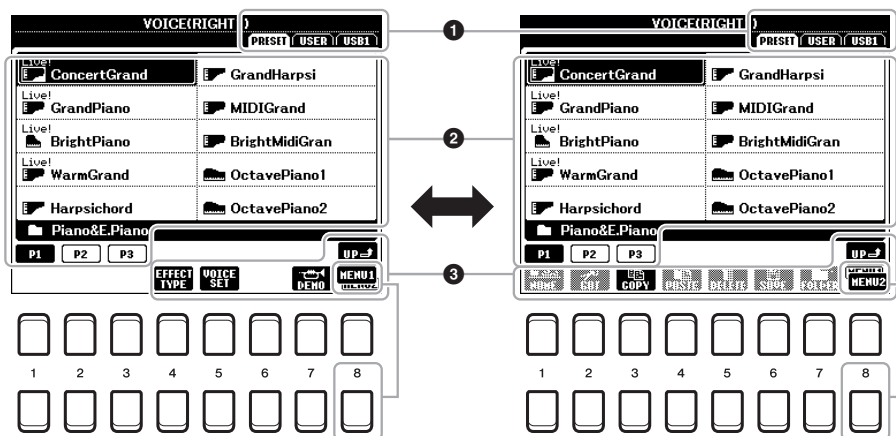 VOICE(RIGHT )
PRESET USER USB1
Live!
ConcertGrand
GrandHarpsi
Live!
GrandPiano
MIDIGrand
Live!
BrightPiano
BrightMidiGran
Live!
WarmGrand
OctavePiano1
Harpsichord
OctavePiano2
Piano&E.Piano
P1 P2 P3 UP
EFFECT TYPE
VOICE SET
DEMO
MENU1
MENU2
1 2 3 4 5 6 7 8
1
2
3
VOICE(RIGHT )
PRESET USER USB1
Live!
ConcertGrand
GrandHarpsi
Live!
GrandPiano
MIDIGrand
Live!
BrightPiano
BrightMidiGran
Live!
WarmGrand
OctavePiano1
Harpsichord
OctavePiano2
Piano&E.Piano
P1 P2 P3 UP
NAME CUT COPY PASTE DELETE SAVE FOLDER
MENU1
MENU2
1 2 3 4 5 6 7 8